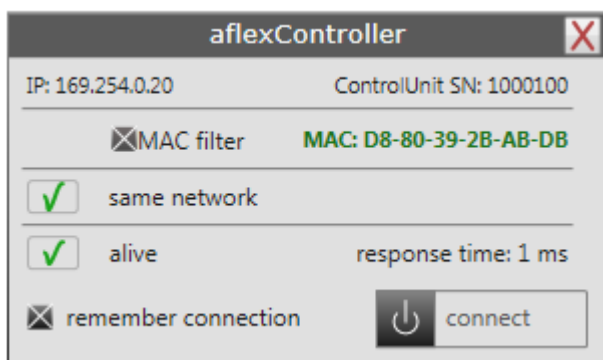 aflexController
IP: 169.254.0.20 ControlUnit SN: 1000100
MAC filter MAC: D8-80-39-2B-AB-DB
same network
alive response time: 1 ms
remember connection connect